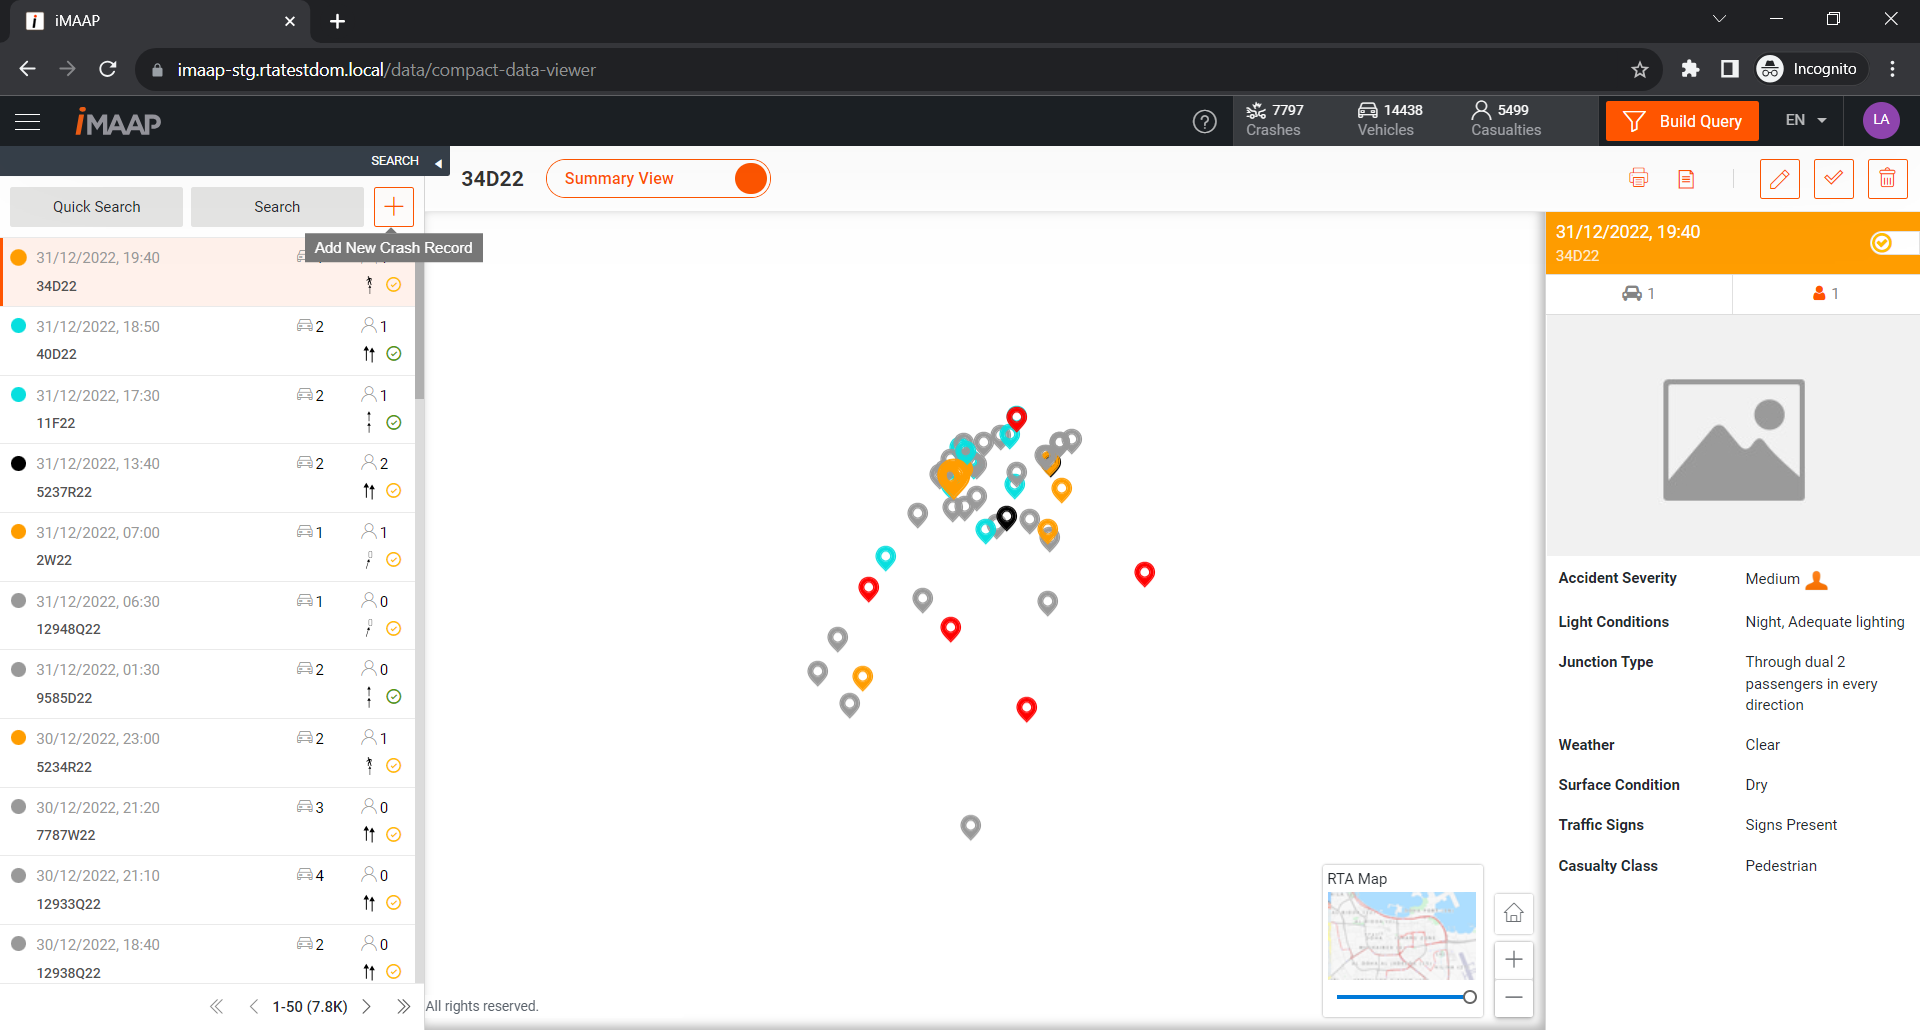 iMAAP
imaap-stg.rtatestdom.local/data/compact-data-viewer
Incognito
iMAAP
7797
Crashes
14438
Vehicles
5499
Casualties
Build Query
EN
LA
SEARCH
Quick Search
Search
Add New Crash Record
31/12/2022, 19:40
34D22
31/12/2022, 18:50 2 1
40D22
31/12/2022, 17:30 2 1
11F22
31/12/2022, 13:40 2 2
5237R22
31/12/2022, 07:00 1 1
2W22
31/12/2022, 06:30 1 0
12948Q22
31/12/2022, 01:30 2 0
9585D22
30/12/2022, 23:00 2 1
5234R22
30/12/2022, 21:20 3 0
7787W22
30/12/2022, 21:10 4 0
12933Q22
30/12/2022, 18:40 2 0
12938Q22
1-50 (7.8K)
34D22
Summary View
All rights reserved.
RTA Map
31/12/2022, 19:40
34D22
1 1
Accident Severity Medium
Light Conditions Night, Adequate lighting
Junction Type Through dual 2
passengers in every
direction
Weather Clear
Surface Condition Dry
Traffic Signs Signs Present
Casualty Class Pedestrian